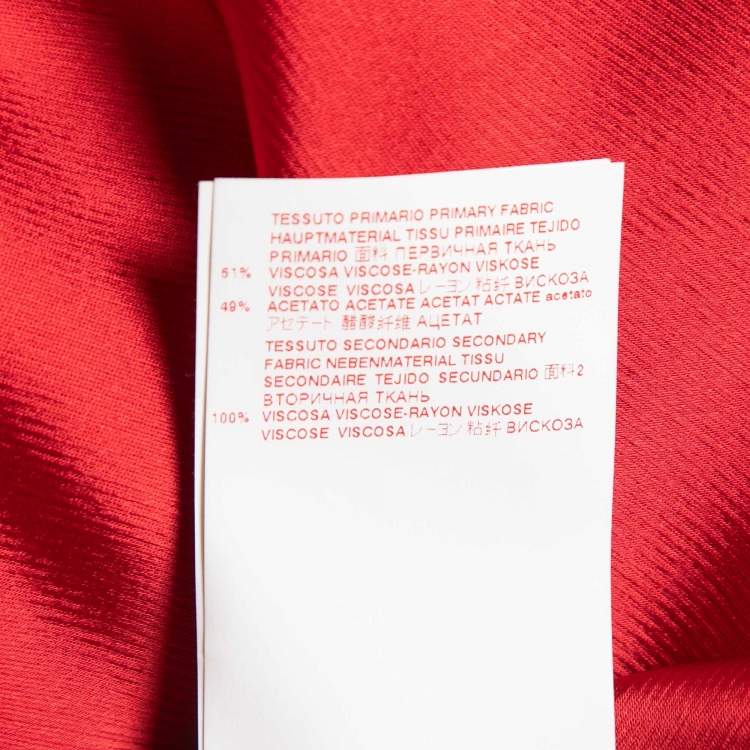 TESSUTO PRIMARIO PRIMARY FABRIC
HAUPTMATERIAL TISSU PRIMAIRE TEJIDO
PRIMARIO 面料 ПЕРВИЧНАЯ ТКАНЬ
51% VISCOSA VISCOSE-RAYON VISKOSE
VISCOSE VISCOSA レーヨン 粘纤 ВИСКОЗА
49% ACETATO ACETATE ACETAT ACTATE acetato
アセテート 醋酸纤维 АЦЕТАТ
TESSUTO SECONDARIO SECONDARY
FABRIC NEBENMATERIAL TISSU
SECONDAIRE TEJIDO SECUNDARIO 面料2
ВТОРИЧНАЯ ТКАНЬ
100% VISCOSA VISCOSE-RAYON VISKOSE
VISCOSE VISCOSA レーヨン 粘纤 ВИСКОЗА